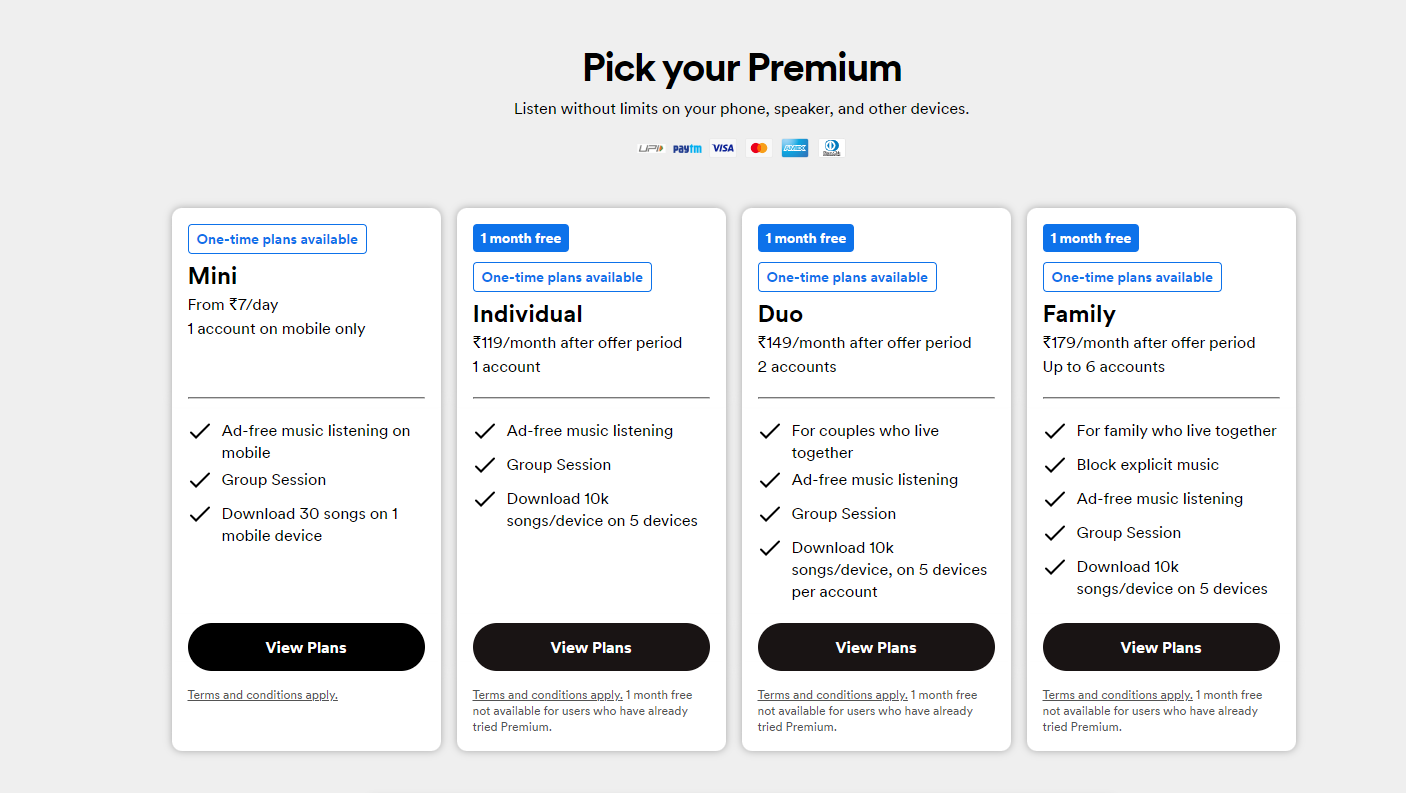 Pick your Premium
Listen without limits on your phone, speaker, and other devices.
UPI paytm VISA AMEX
One-time plans available
Mini
From ₹7/day
1 account on mobile only
Ad-free music listening on
mobile
Group Session
Download 30 songs on 1
mobile device
View Plans
Terms and conditions apply.
1 month free
One-time plans available
Individual
₹119/month after offer period
1 account
Ad-free music listening
Group Session
Download 10k
songs/device on 5 devices
View Plans
Terms and conditions apply. 1 month free
not available for users who have already
tried Premium.
1 month free
One-time plans available
Duo
₹149/month after offer period
2 accounts
For couples who live
together
Ad-free music listening
Group Session
Download 10k
songs/device, on 5 devices
per account
View Plans
Terms and conditions apply. 1 month free
not available for users who have already
tried Premium.
1 month free
One-time plans available
Family
₹179/month after offer period
Up to 6 accounts
For family who live together
Block explicit music
Ad-free music listening
Group Session
Download 10k
songs/device on 5 devices
View Plans
Terms and conditions apply. 1 month free
not available for users who have already
tried Premium.